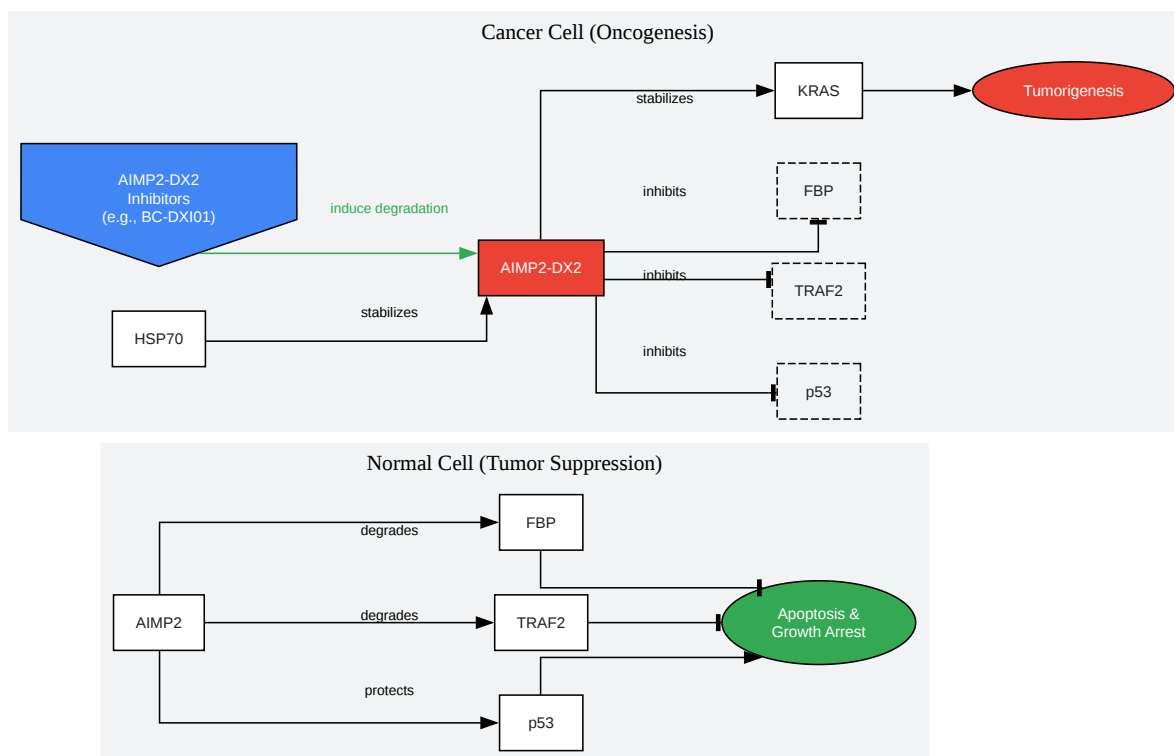 Cancer Cell (Oncogenesis)
stabilizes
KRAS
Tumorigenesis
AIMP2-DX2
Inhibitors
(e.g., BC-DXI01)
induce degradation
AIMP2-DX2
inhibits
FBP
inhibits
TRAF2
HSP70
stabilizes
inhibits
p53
Normal Cell (Tumor Suppression)
degrades
FBP
AIMP2
degrades
TRAF2
Apoptosis &
Growth Arrest
protects
p53